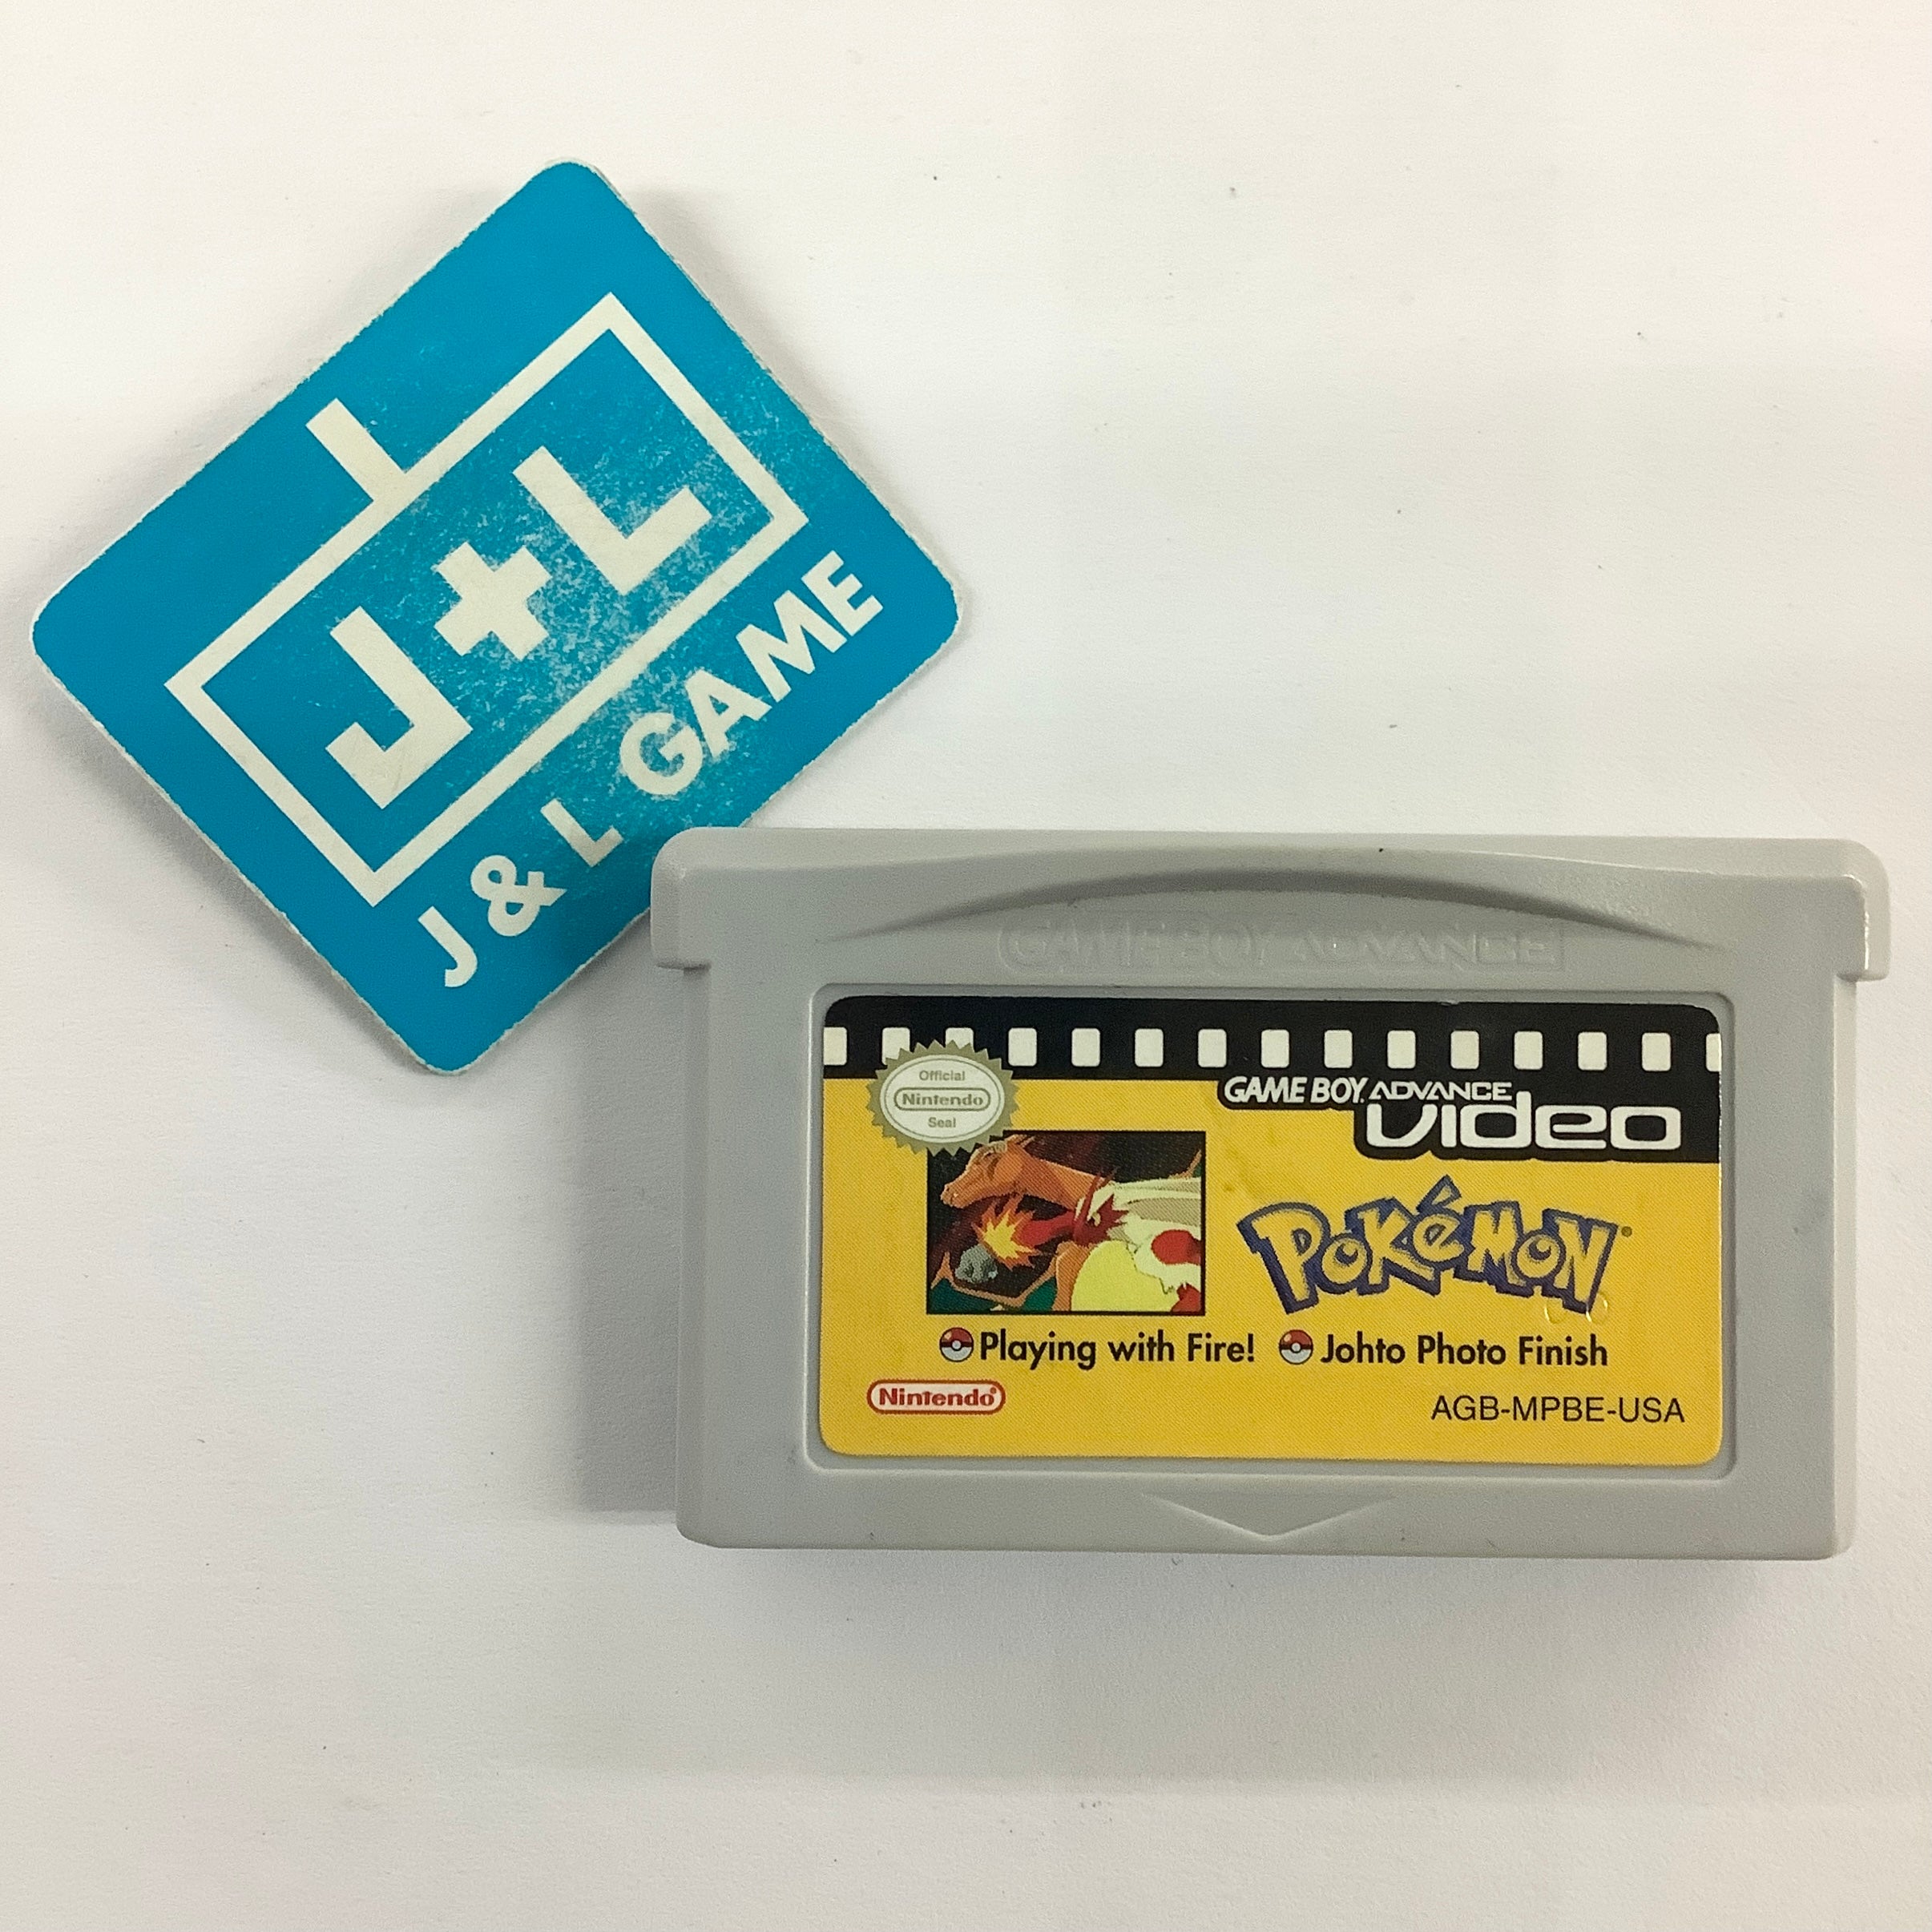 J+L
J & L GAME
GAME BOY ADVANCE
Official
Nintendo
Seal
GAME BOY ADVANCE
video
POKéMON®
Playing with Fire! Johto Photo Finish
Nintendo®
AGB-MPBE-USA